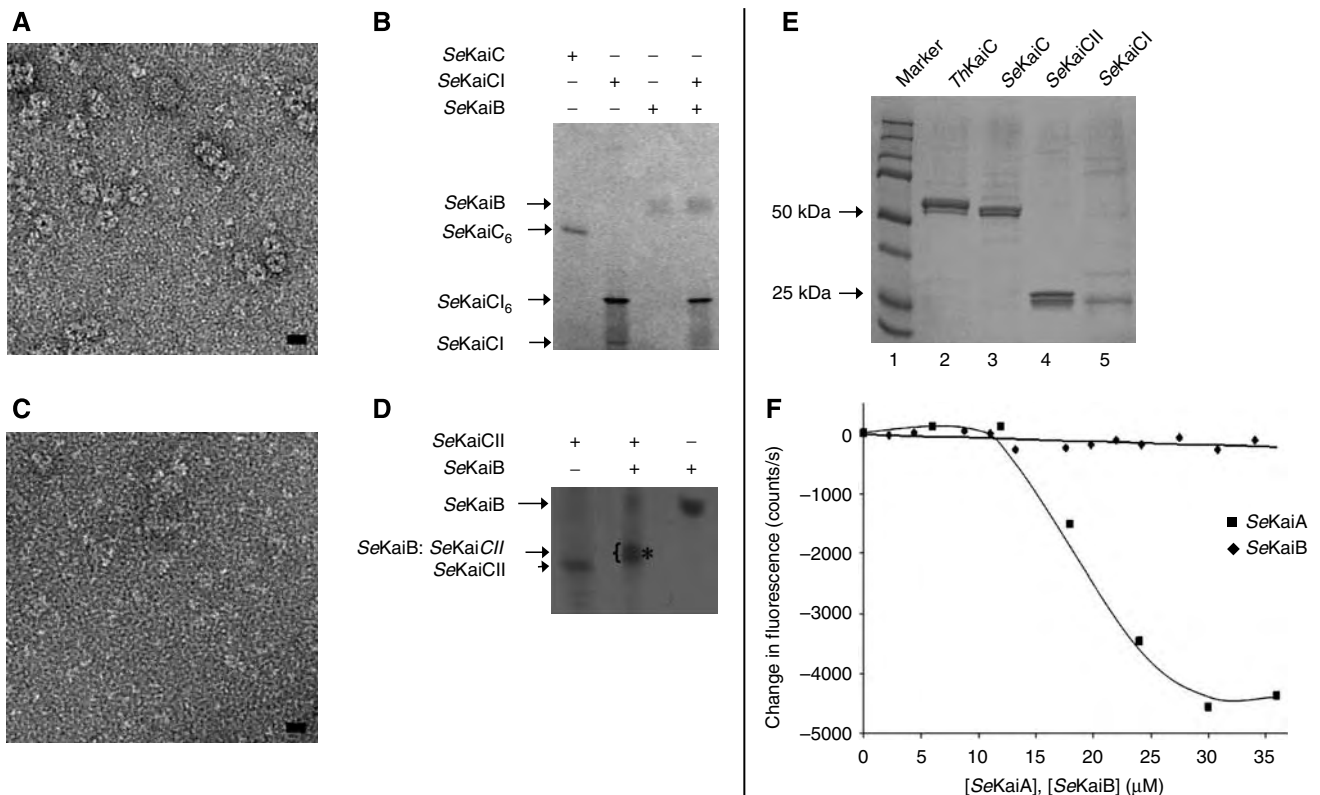 A
B
SeKaiC + – – –
SeKaiCI – + – +
SeKaiB – – + +
SeKaiB
SeKaiC6
SeKaiCI6
SeKaiCI
C
D
SeKaiCII + + –
SeKaiB – + +
SeKaiB
SeKaiB: SeKaiCII { *
SeKaiCII
E
Marker ThKaiC SeKaiC SeKaiCII SeKaiCI
50 kDa
25 kDa
1 2 3 4 5
F
Change in fluorescence (counts/s)
0
–1000
–2000
–3000
–4000
–5000
SeKaiA
SeKaiB
0 5 10 15 20 25 30 35
[SeKaiA], [SeKaiB] (μM)